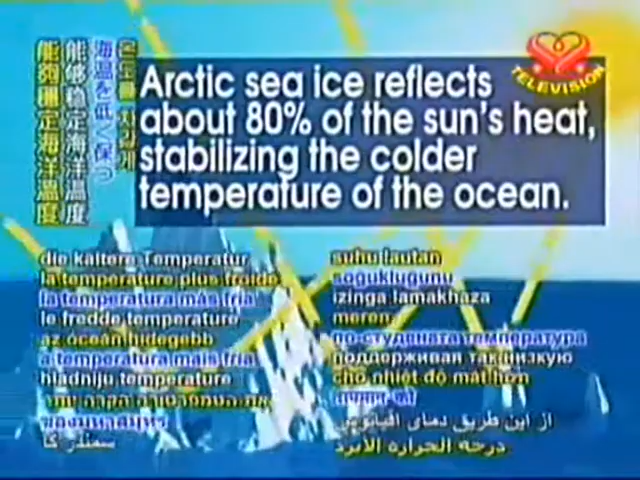 TELEVISION
Arctic sea ice reflects
about 80% of the sun's heat,
stabilizing the colder
temperature of the ocean.
能夠穩定海洋溫度
能够稳定海洋温度
海温を低く保つ
die kältere Temperatur
la température plus froide
la temperatura más fría
le fredde temperature
az óceán hidegebb
a temperatura mais fria
hladniju temperature
suhu lautan
soğukluğunu
izinga lamakhaza
meren
по-студената температура
поддерживая так низкую
cho nhiệt độ mát hơn
از این طریق دمای اقیانوس
درجة الحرارة الأبرد